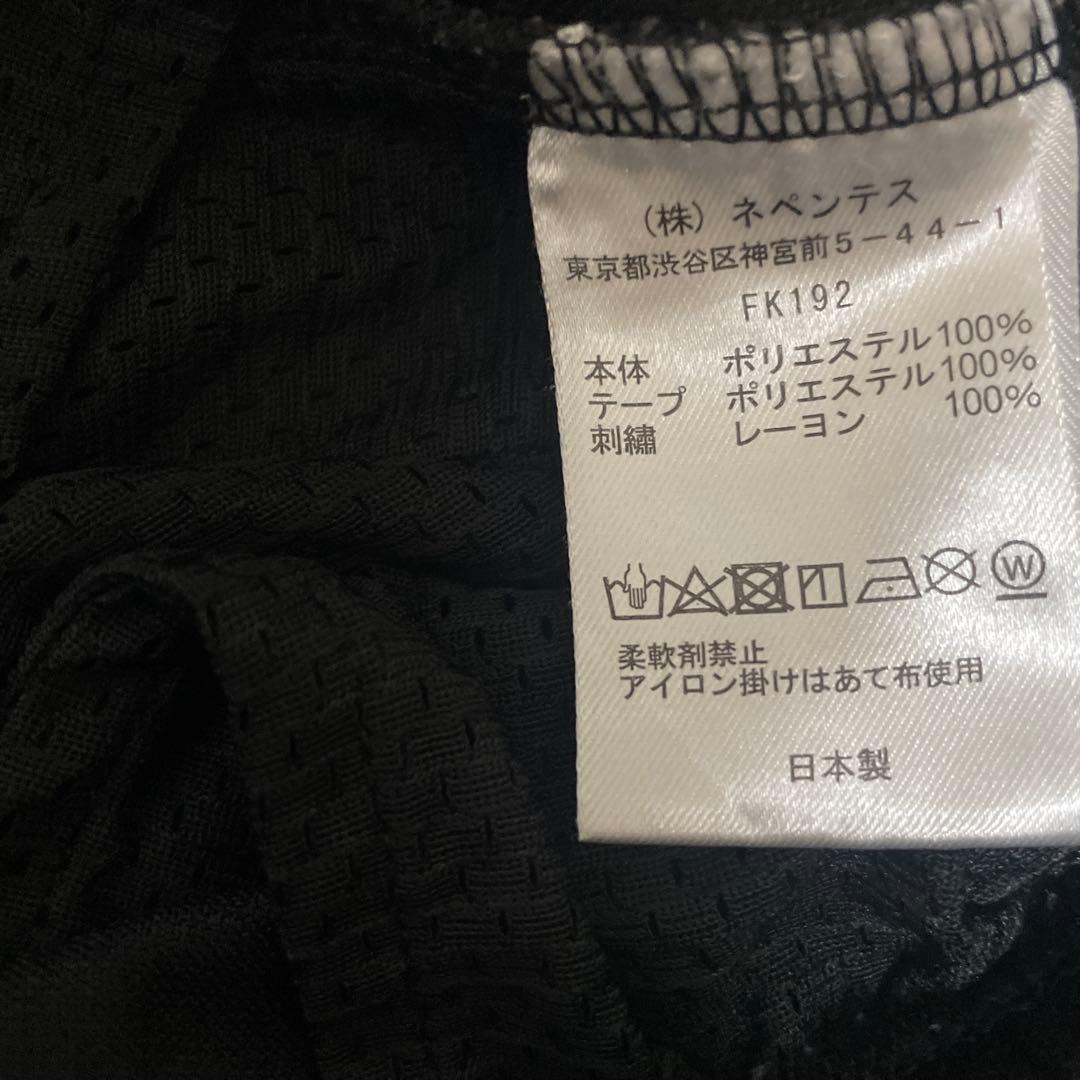 (株) ネペンテス
東京都渋谷区神宮前5-44-1
FK192
本体 ポリエステル100%
テープ ポリエステル100%
刺繍 レーヨン 100%
W
柔軟剤禁止
アイロン掛けはあて布使用
日本製